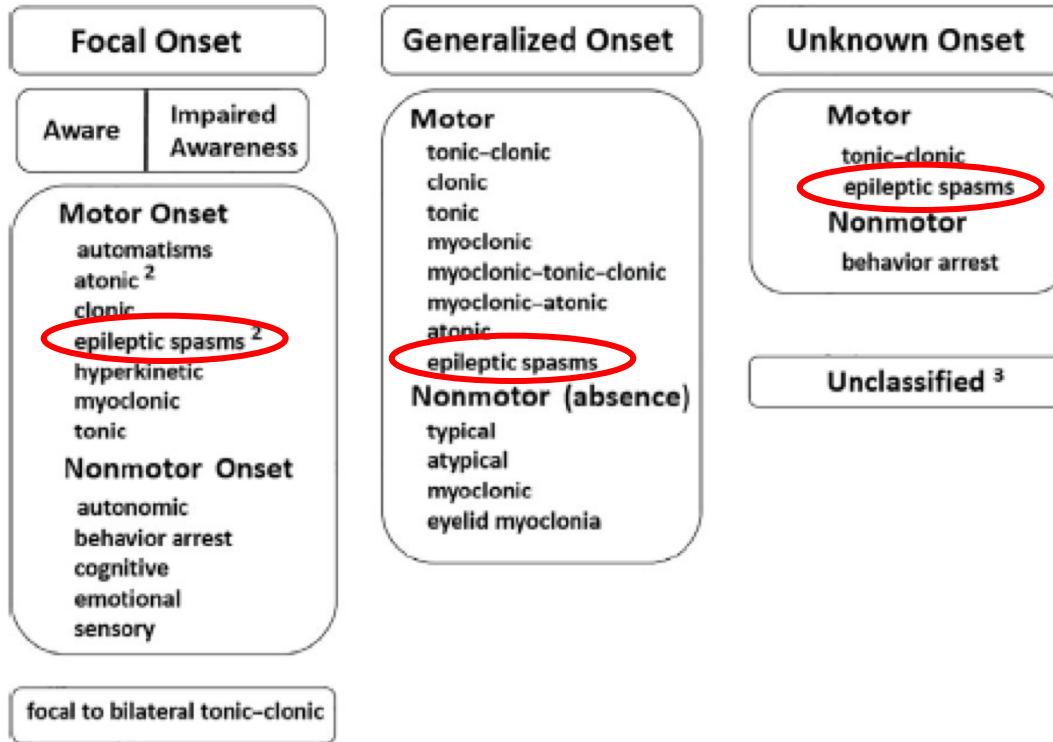 Focal Onset
Aware
Impaired
Awareness
Motor Onset
automatisms
atonic ²
clonic
epileptic spasms ²
hyperkinetic
myoclonic
tonic
Nonmotor Onset
autonomic
behavior arrest
cognitive
emotional
sensory
focal to bilateral tonic–clonic
Generalized Onset
Motor
tonic–clonic
clonic
tonic
myoclonic
myoclonic–tonic–clonic
myoclonic–atonic
atonic
epileptic spasms
Nonmotor (absence)
typical
atypical
myoclonic
eyelid myoclonia
Unknown Onset
Motor
tonic–clonic
epileptic spasms
Nonmotor
behavior arrest
Unclassified ³